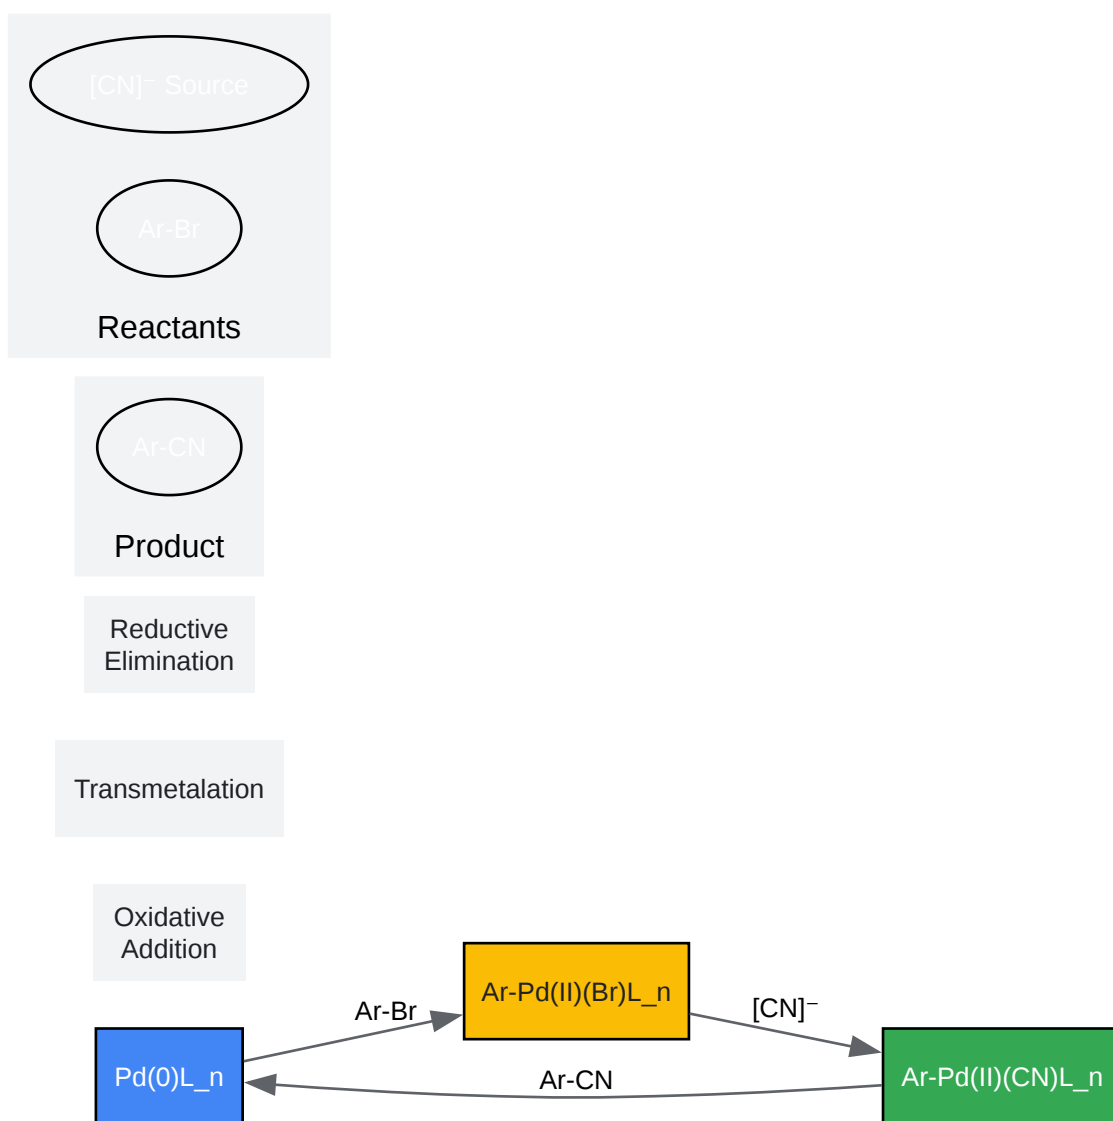 [CN]⁻ Source
Ar-Br
Reactants
Ar-CN
Product
Reductive
Elimination
Transmetalation
Oxidative
Addition
Ar-Br
Ar-Pd(II)(Br)L_n
[CN]⁻
Pd(0)L_n
Ar-CN
Ar-Pd(II)(CN)L_n